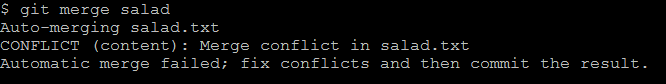 $ git merge salad
Auto-merging salad.txt
CONFLICT (content): Merge conflict in salad.txt
Automatic merge failed; fix conflicts and then commit the result.